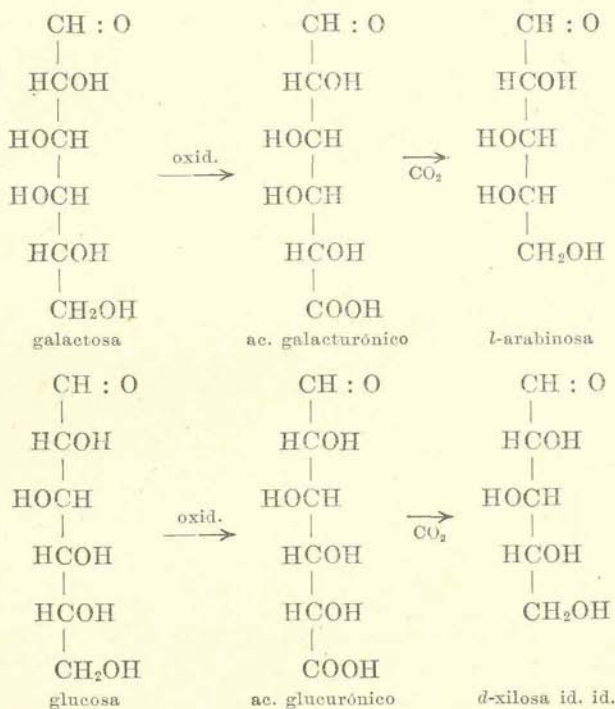 CH : O CH : O CH : O
HCOH HCOH HCOH
HOCH HOCH HOCH
oxid. CO₂
HOCH HOCH HOCH
HCOH HCOH CH₂OH
CH₂OH COOH
galactosa ac. galacturónico l-arabinosa
CH : O CH : O CH : O
HCOH HCOH HCOH
HOCH HOCH HOCH
oxid. CO₂
HCOH HCOH HCOH
HCOH HCOH CH₂OH
CH₂OH COOH
glucosa ac. glucurónico d-xilosa id. id.